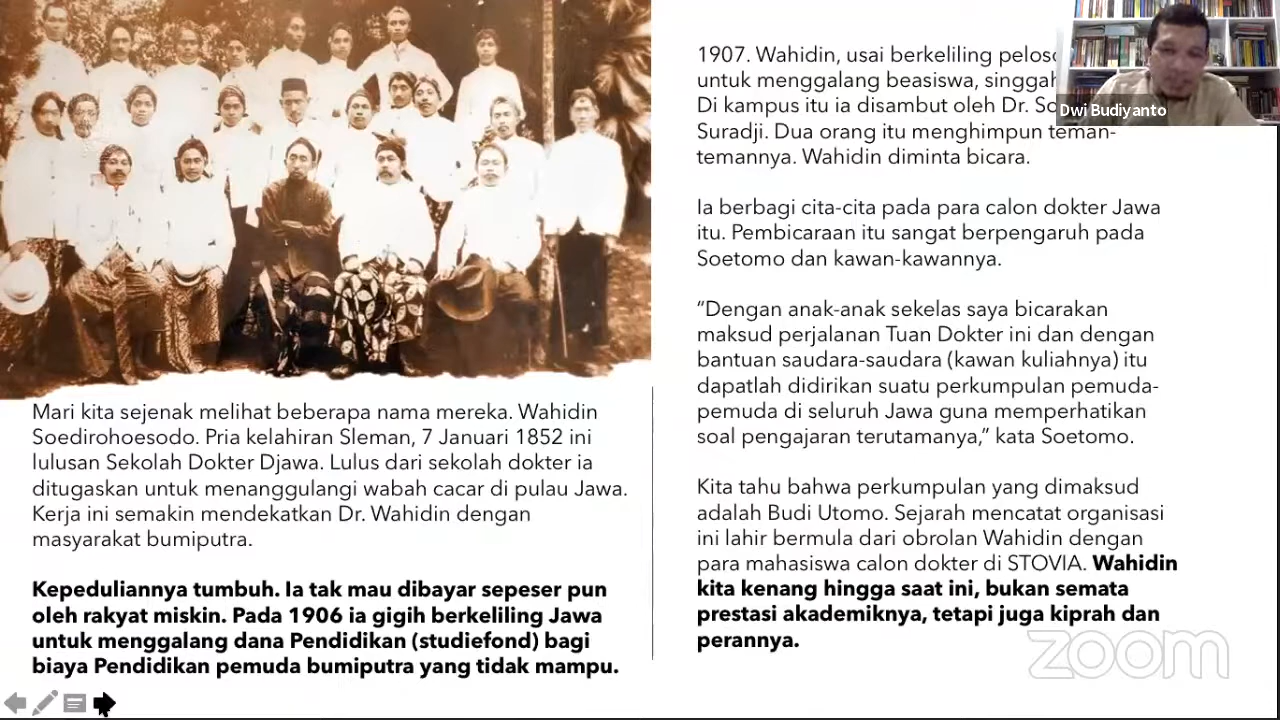 Mari kita sejenak melihat beberapa nama mereka. Wahidin
Soedirohoesodo. Pria kelahiran Sleman, 7 Januari 1852 ini
lulusan Sekolah Dokter Djawa. Lulus dari sekolah dokter ia
ditugaskan untuk menanggulangi wabah cacar di pulau Jawa.
Kerja ini semakin mendekatkan Dr. Wahidin dengan
masyarakat bumiputra.
Kepeduliannya tumbuh. Ia tak mau dibayar sepeser pun
oleh rakyat miskin. Pada 1906 ia gigih berkeliling Jawa
untuk menggalang dana Pendidikan (studiefond) bagi
biaya Pendidikan pemuda bumiputra yang tidak mampu.
1907. Wahidin, usai berkeliling
untuk menggalang beasiswa,
Di kampus itu ia disambut oleh Dr.
Suradji. Dua orang itu menghimpun teman-
temannya. Wahidin diminta bicara.
Ia berbagi cita-cita pada para calon dokter Jawa
itu. Pembicaraan itu sangat berpengaruh pada
Soetomo dan kawan-kawannya.
“Dengan anak-anak sekelas saya bicarakan
maksud perjalanan Tuan Dokter ini dan dengan
bantuan saudara-saudara (kawan kuliahnya) itu
dapatlah didirikan suatu perkumpulan pemuda-
pemuda di seluruh Jawa guna memperhatikan
soal pengajaran terutamanya,” kata Soetomo.
Kita tahu bahwa perkumpulan yang dimaksud
adalah Budi Utomo. Sejarah mencatat organisasi
ini lahir bermula dari obrolan Wahidin dengan
para mahasiswa calon dokter di STOVIA. Wahidin
kita kenang hingga saat ini, bukan semata
prestasi akademiknya, tetapi juga kiprah dan
perannya.
Dwi Budiyanto
zoom